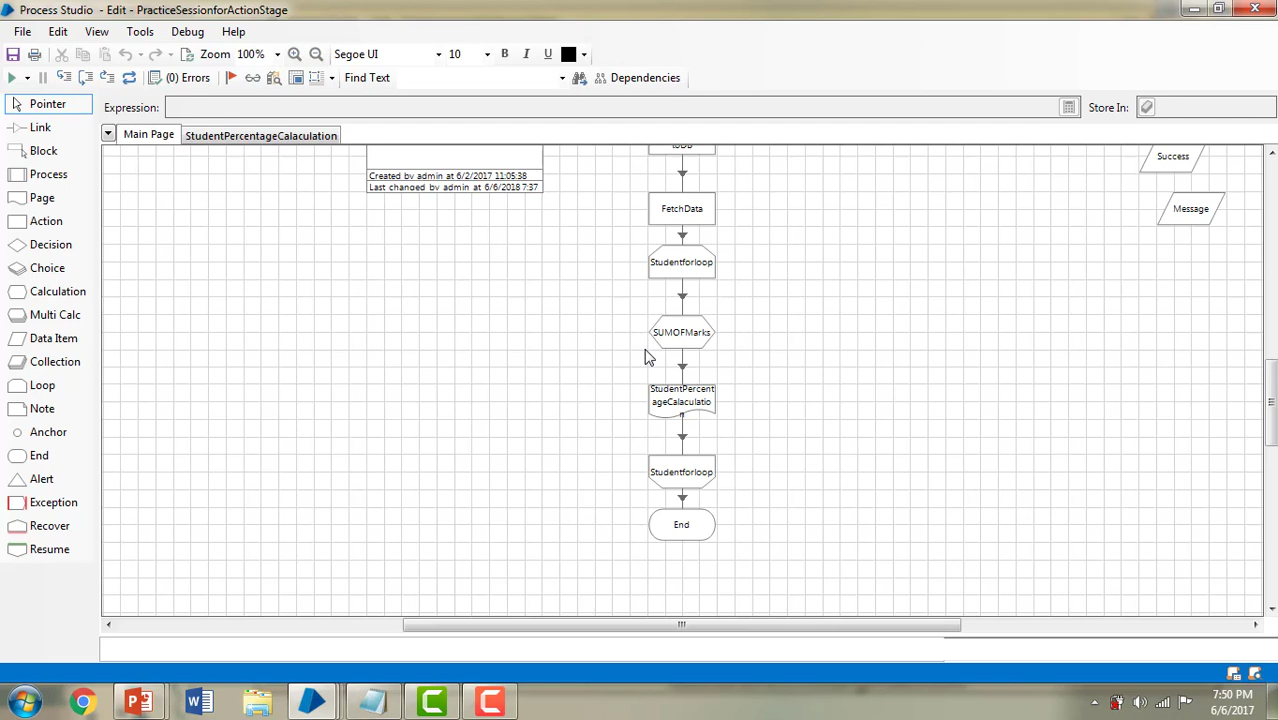 Process Studio - Edit - PracticeSessionforActionStage
File Edit View Tools Debug Help
Zoom 100% Segoe UI 10 B I U
(0) Errors Find Text Dependencies
Pointer
Link
Block
Process
Page
Action
Decision
Choice
Calculation
Multi Calc
Data Item
Collection
Loop
Note
Anchor
End
Alert
Exception
Recover
Resume
Expression: Store In:
Main Page StudentPercentageCalaculation
toDB
Created by admin at 6/2/2017 11:05:38
Last changed by admin at 6/6/2018 7:37
FetchData
Studentforloop
SUMOFMarks
StudentPercent
ageCalaculatio
n
Studentforloop
End
Success
Message
7:50 PM
6/6/2017